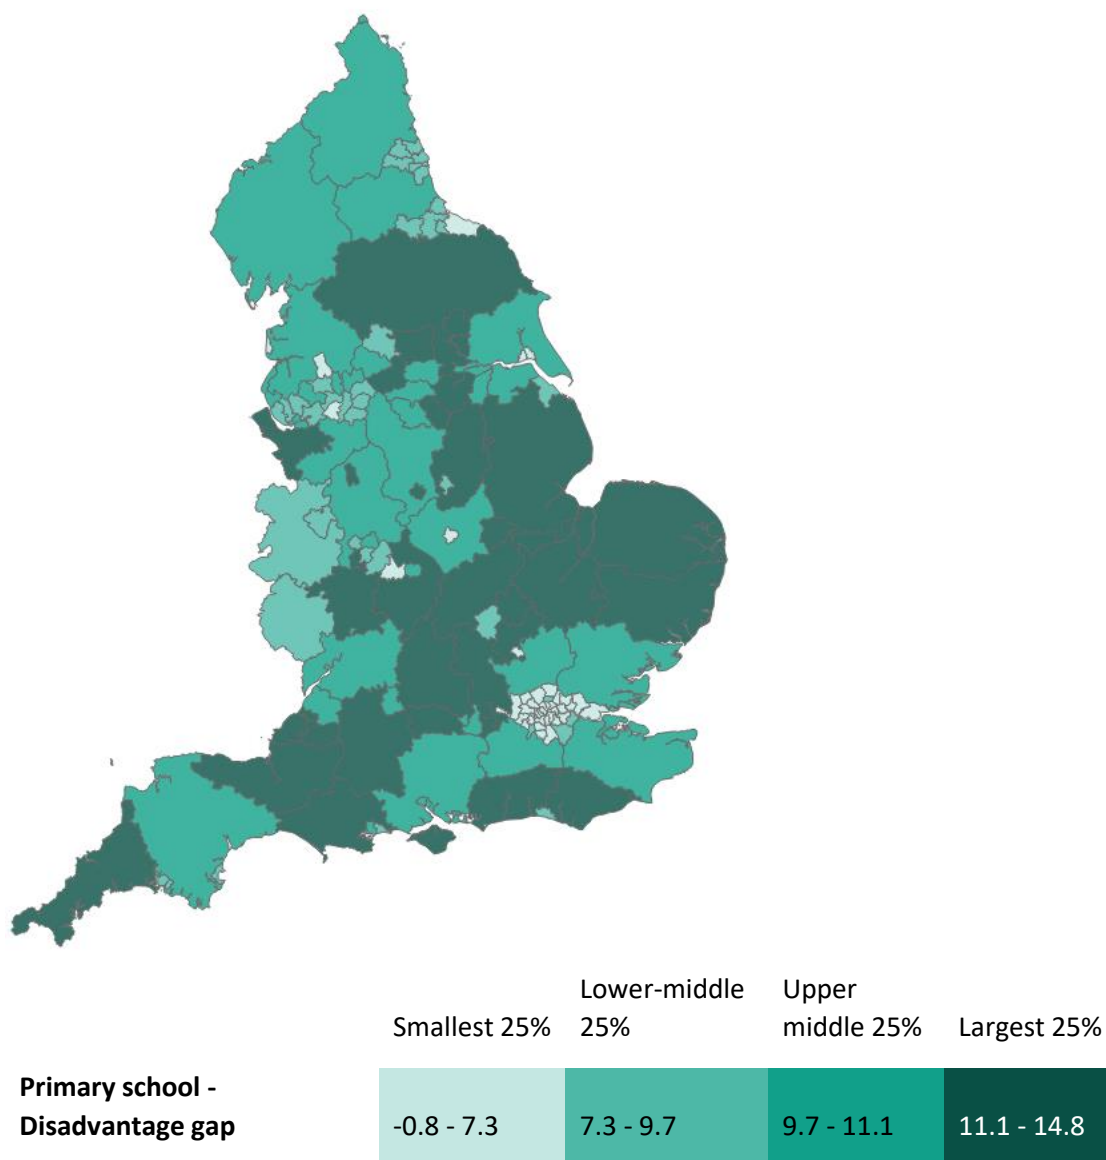 Lower-middle Upper
Smallest 25% 25% middle 25% Largest 25%
Primary school -
Disadvantage gap -0.8 - 7.3 7.3 - 9.7 9.7 - 11.1 11.1 - 14.8